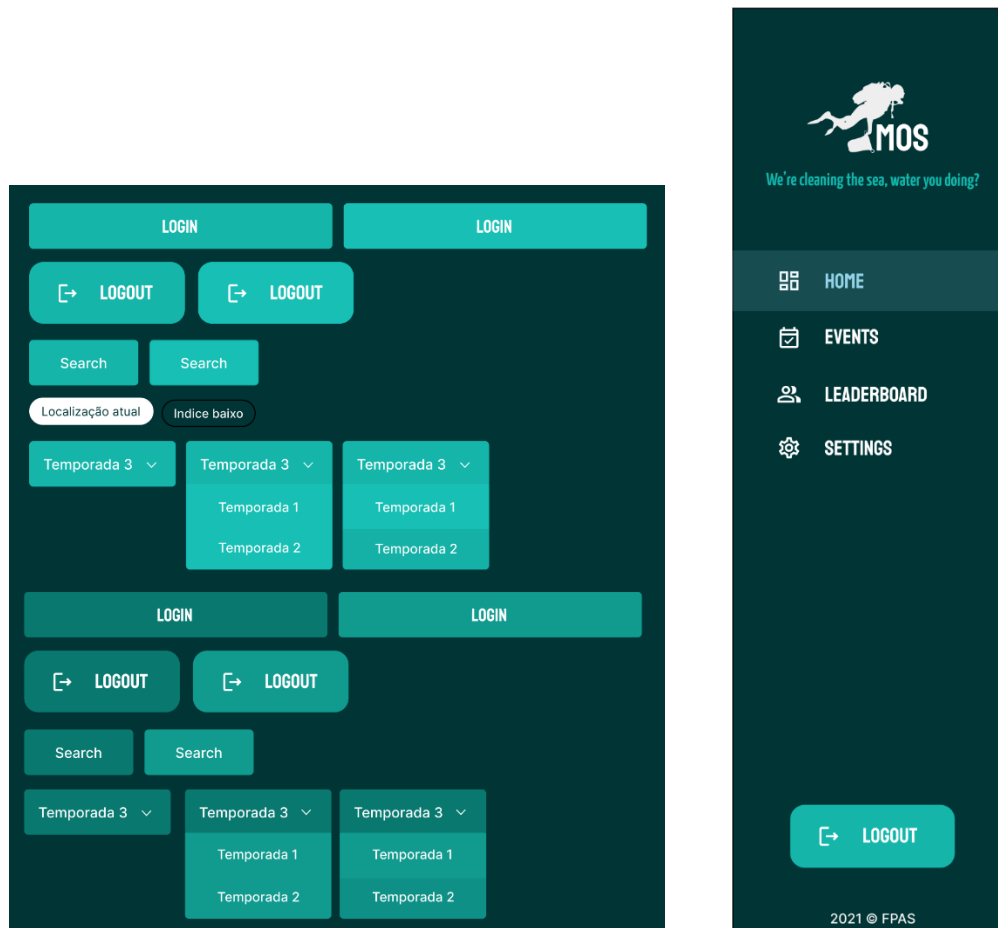 LOGIN LOGIN
LOGOUT LOGOUT
Search Search
Localização atual Indice baixo
Temporada 3 Temporada 3 Temporada 3
Temporada 1 Temporada 1
Temporada 2 Temporada 2
LOGIN LOGIN
LOGOUT LOGOUT
Search Search
Temporada 3 Temporada 3 Temporada 3
Temporada 1 Temporada 1
Temporada 2 Temporada 2
MOS
We're cleaning the sea, water you doing?
HOME
EVENTS
LEADERBOARD
SETTINGS
LOGOUT
2021 © FPAS